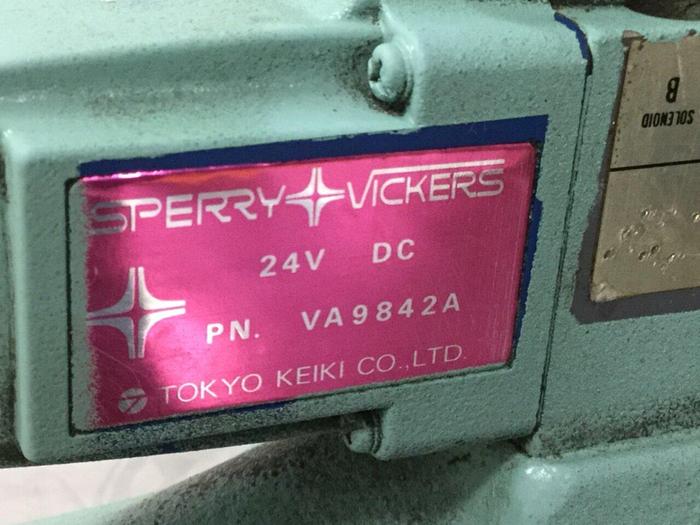 SPERRY VICKERS
24V DC
PN. VA9842A
TOKYO KEIKI CO.,LTD.
SOLENOID
B